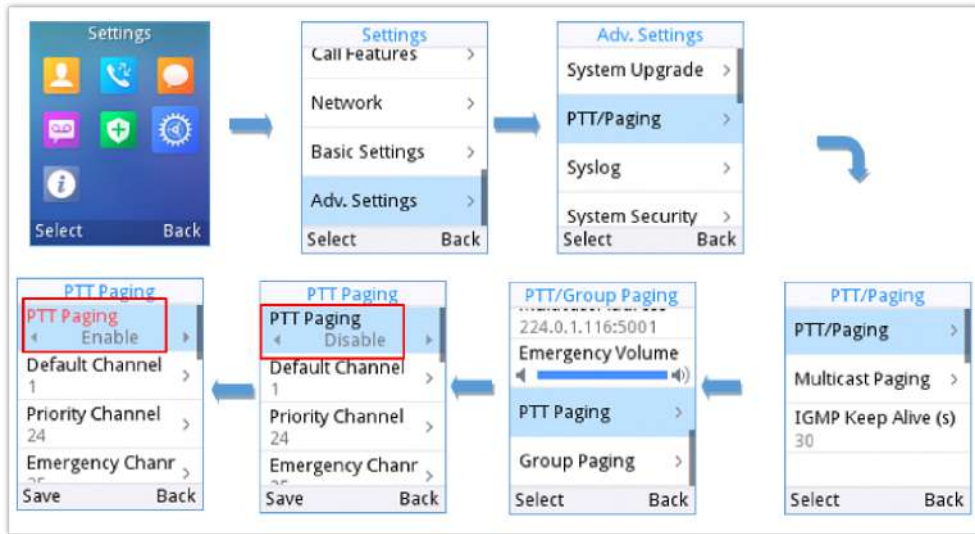 Settings
Select Back
Settings
Call Features
Network
Basic Settings
Adv. Settings
Select Back
Adv. Settings
System Upgrade
PTT/Paging
Syslog
System Security
Select Back
PTT Paging
PTT Paging
Enable
Default Channel
1
Priority Channel
24
Emergency Chanr
Save Back
PTT Paging
PTT Paging
Disable
Default Channel
1
Priority Channel
24
Emergency Chanr
Save Back
PTT/Group Paging
224.0.1.116:5001
Emergency Volume
PTT Paging
Group Paging
Select Back
PTT/Paging
PTT/Paging
Multicast Paging
IGMP Keep Alive (s)
30
Select Back